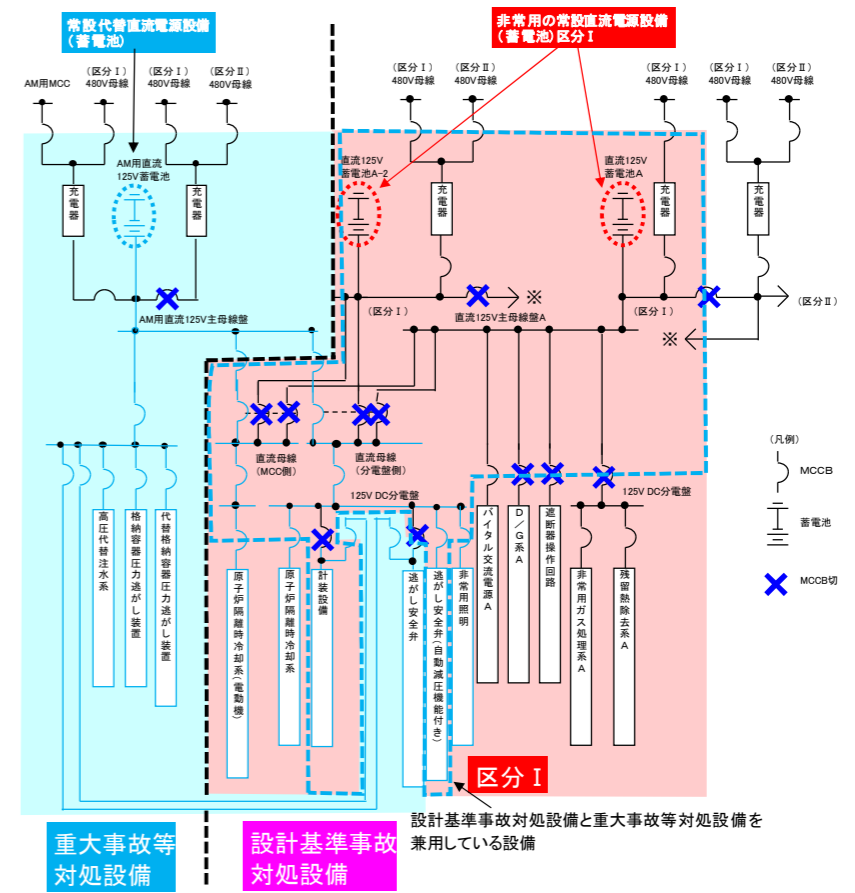 常設代替直流電源設備
(蓄電池)
非常用の常設直流電源設備
(蓄電池)区分Ⅰ
AM用MCC
(区分Ⅰ)
480V母線
(区分Ⅰ)
480V母線
(区分Ⅱ)
480V母線
(区分Ⅰ)
480V母線
(区分Ⅱ)
480V母線
(区分Ⅰ)
480V母線
(区分Ⅰ)
480V母線
(区分Ⅱ)
480V母線
AM用直流
125V蓄電池
直流125V
蓄電池A-2
直流125V
蓄電池A
充電器
充電器
充電器
充電器
充電器
※
(区分Ⅱ)
AM用直流125V主母線盤
(区分Ⅰ)
直流125V主母線盤A
(区分Ⅰ)
※
直流母線
(MCC側)
直流母線
(分電盤側)
125V DC分電盤
125V DC分電盤
高圧代替注水系
格納容器圧力逃がし装置
代替格納容器圧力逃がし装置
原子炉隔離時冷却系(電動機)
原子炉隔離時冷却系
計装設備
逃がし安全弁
逃がし安全弁(自動減圧機能付き)
非常用照明
バイタル交流電源A
D/G系A
遮断器操作回路
非常用ガス処理系A
残留熱除去系A
(凡例)
MCCB
蓄電池
MCCB切
区分Ⅰ
設計基準事故対処設備と重大事故等対処設備を
兼用している設備
重大事故等
対処設備
設計基準事故
対処設備